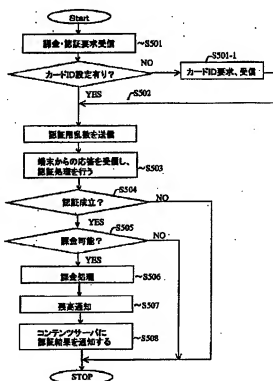 Start
課金・認証要求受信
S501
カードID設定有り?
NO
S501-1
カードID要求、受信
S502
YES
認証用乱数を送信
端末からの応答を受信し、
認証処理を行う
S503
S504
認証成立?
NO
YES
S505
課金可能?
NO
YES
課金処理
S506
残高通知
S507
コンテンツサーバに
認証結果を通知する
S508
STOP